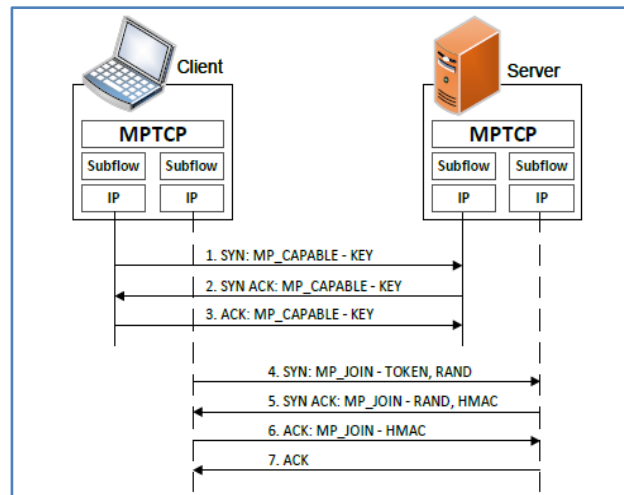 Client
Server
MPTCP
MPTCP
Subflow Subflow
Subflow Subflow
IP IP
IP IP
1. SYN: MP_CAPABLE - KEY
2. SYN ACK: MP_CAPABLE - KEY
3. ACK: MP_CAPABLE - KEY
4. SYN: MP_JOIN - TOKEN, RAND
5. SYN ACK: MP_JOIN - RAND, HMAC
6. ACK: MP_JOIN - HMAC
7. ACK